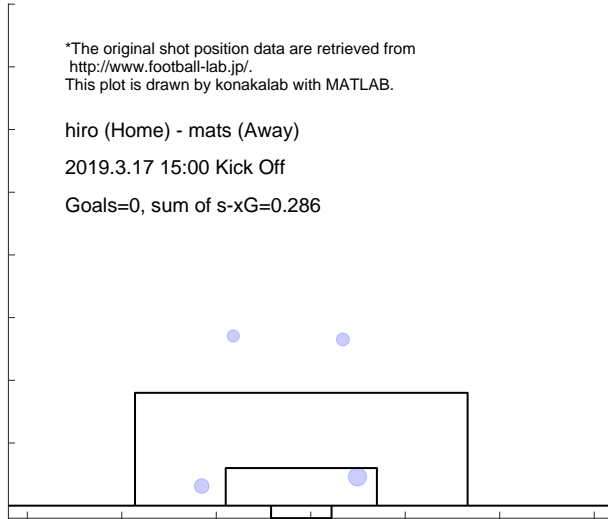 *The original shot position data are retrieved from
http://www.football-lab.jp/.
This plot is drawn by konakalab with MATLAB.
hiro (Home) - mats (Away)
2019.3.17 15:00 Kick Off
Goals=0, sum of s-xG=0.286